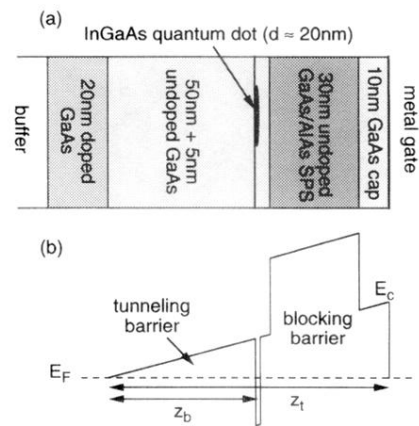 (a)
InGaAs quantum dot (d ≈ 20nm)
buffer
20nm doped
GaAs
50nm + 5nm
undoped GaAs
30nm undoped
GaAs/AlAs SPS
10nm GaAs cap
metal gate
(b)
tunneling
barrier
blocking
barrier
E_C
E_F
z_b
z_t